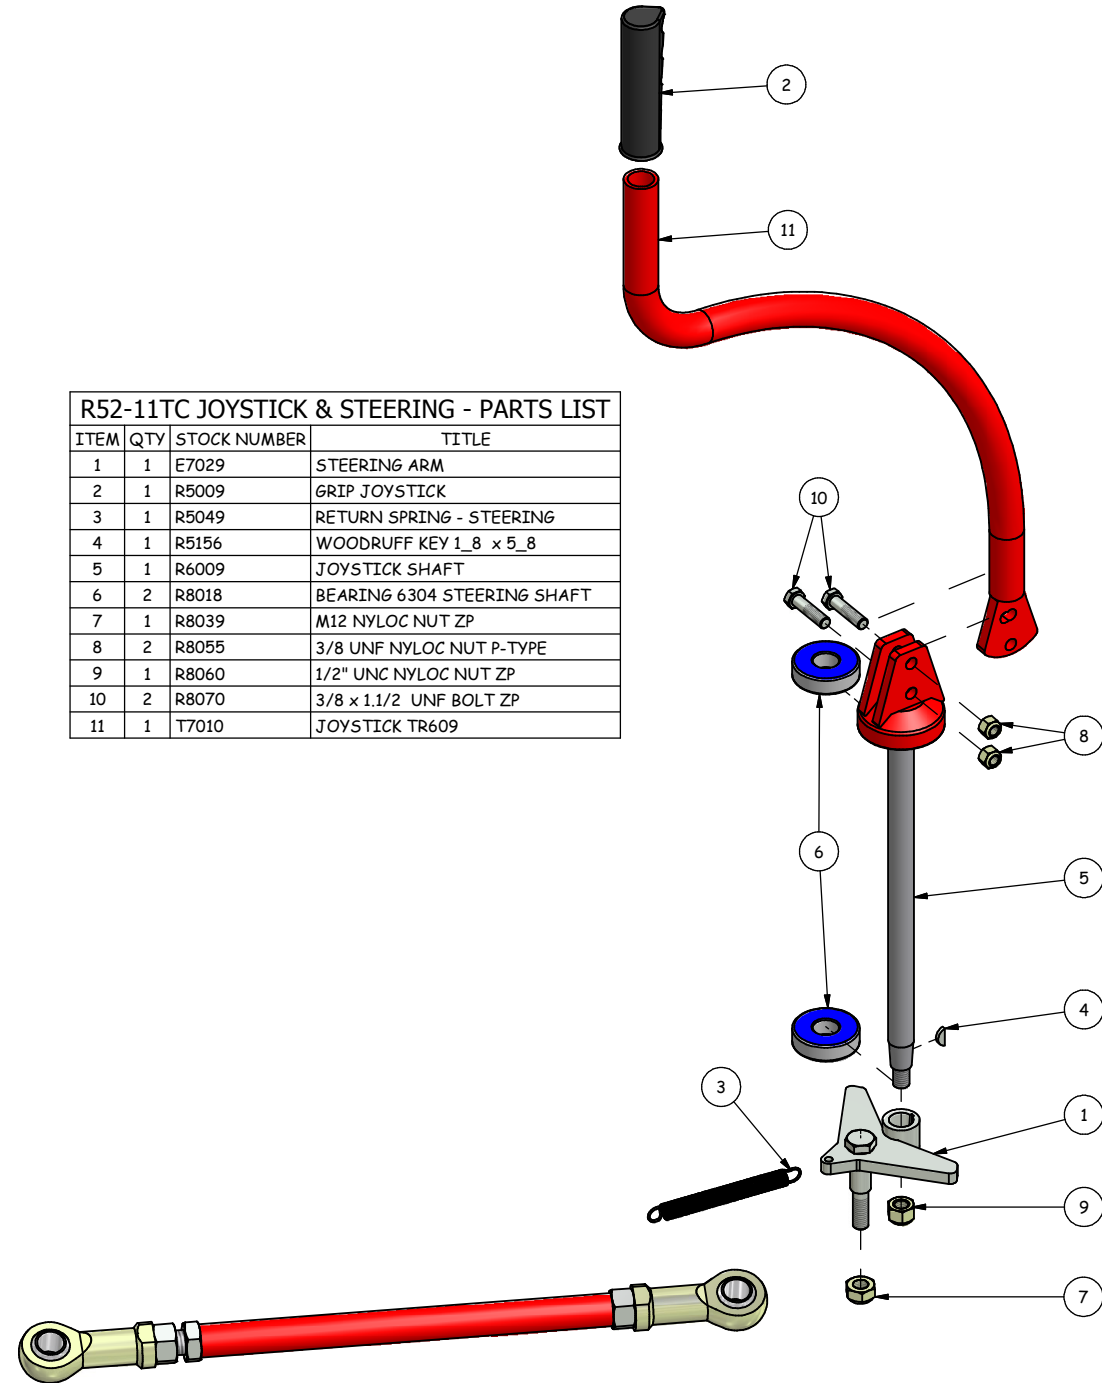 2
11
R52-11TC JOYSTICK & STEERING - PARTS LIST
ITEM QTY STOCK NUMBER TITLE
1 1 E7029 STEERING ARM
2 1 R5009 GRIP JOYSTICK
3 1 R5049 RETURN SPRING - STEERING
4 1 R5156 WOODRUFF KEY 1_8 x 5_8
5 1 R6009 JOYSTICK SHAFT
6 2 R8018 BEARING 6304 STEERING SHAFT
7 1 R8039 M12 NYLOC NUT ZP
8 2 R8055 3/8 UNF NYLOC NUT P-TYPE
9 1 R8060 1/2" UNC NYLOC NUT ZP
10 2 R8070 3/8 x 1.1/2 UNF BOLT ZP
11 1 T7010 JOYSTICK TR609
10
8
6
5
4
3
1
9
7